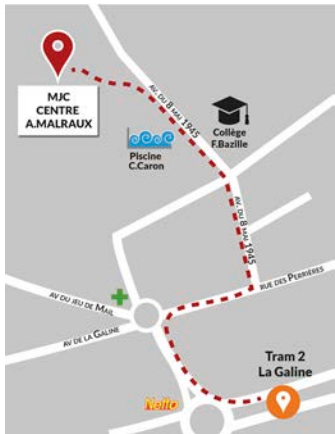 MJC
CENTRE
A.MALRAUX
AV. DU 8 MAI 1945
Collège
F.Bazille
Piscine
C.Caron
AV. DU 8 MAI 1945
RUE DES PERRIÈRES
AV DU JEU DE MAIL
AV DE LA GALINE
Tram 2
La Galine
Netto